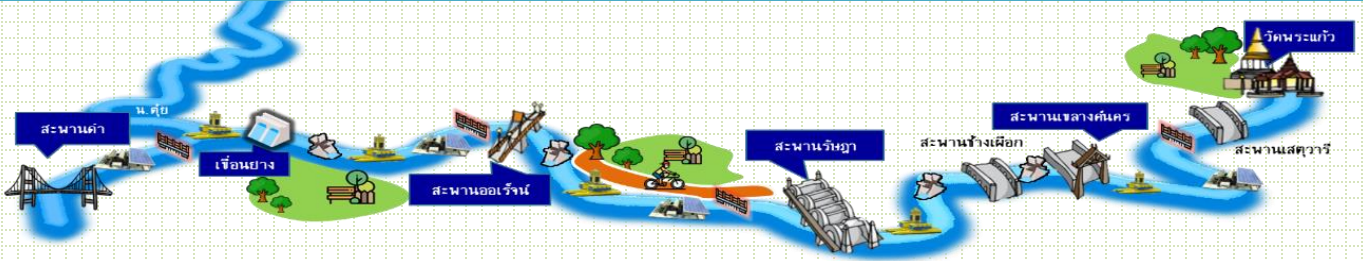 น.ตุ๋ย
สะพานดำ
เขื่อนยาง
สะพานออเร้นจ์
สะพานรัษฎา
สะพานช้างเผือก
สะพานเขลางค์นคร
สะพานเสตุวารี
วัดพระแก้ว